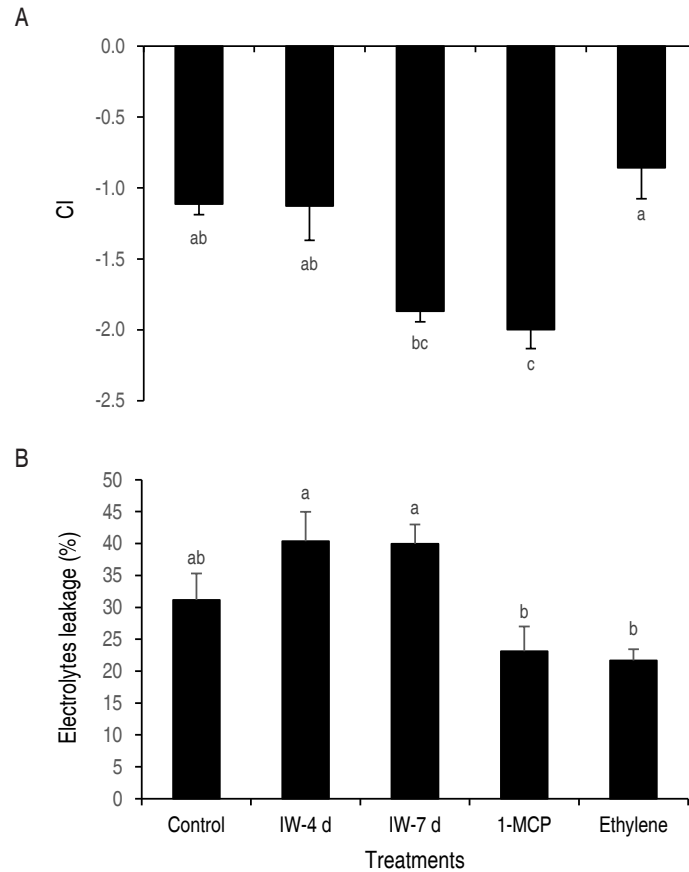 A
0.0
-0.5
-1.0
-1.5
-2.0
-2.5
CI
ab
ab
bc
c
a
B
50
45
40
35
30
25
20
15
10
5
0
Electrolytes leakage (%)
ab
a
a
b
b
Control IW-4 d IW-7 d 1-MCP Ethylene
Treatments